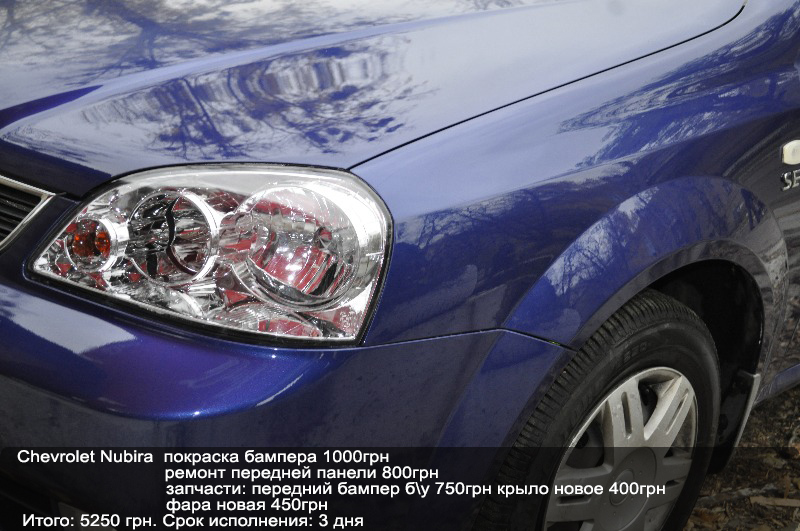 SE
Chevrolet Nubira покраска бампера 1000грн
ремонт передней панели 800грн
запчасти: передний бампер б\у 750грн крыло новое 400грн
фара новая 450грн
Итого: 5250 грн. Срок исполнения: 3 дня